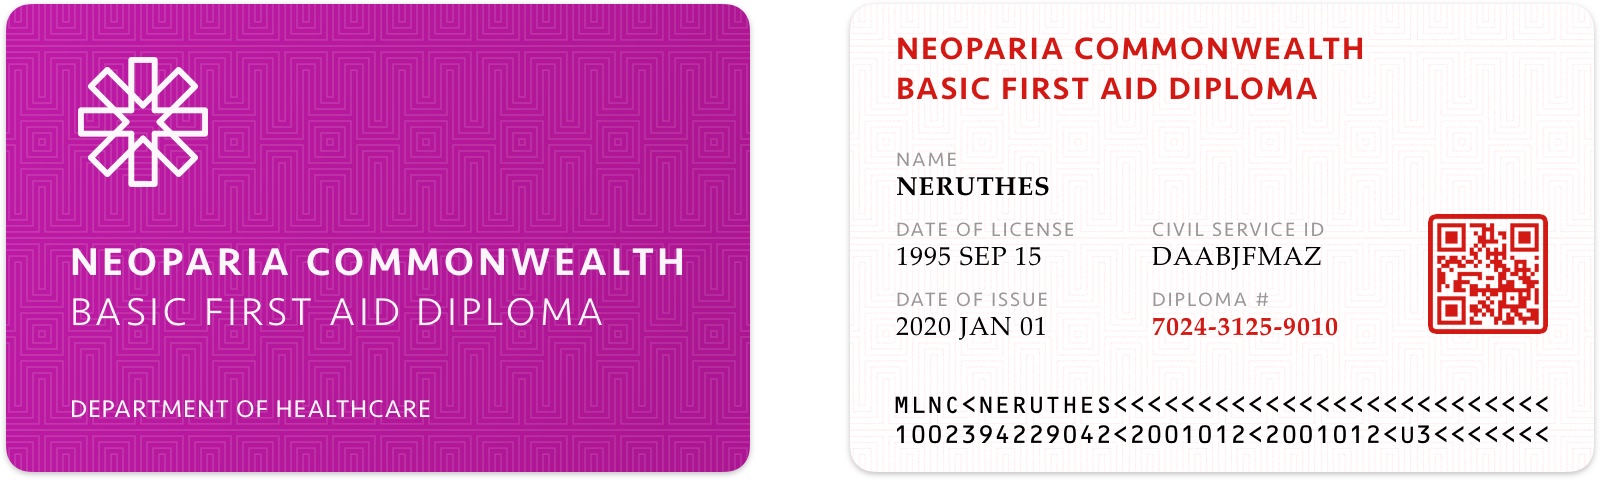 NEOPARIA COMMONWEALTH
BASIC FIRST AID DIPLOMA
DEPARTMENT OF HEALTHCARE
NEOPARIA COMMONWEALTH
BASIC FIRST AID DIPLOMA
NAME
NERUTHES
DATE OF LICENSE
1995 SEP 15
CIVIL SERVICE ID
DAABJFMAZ
DATE OF ISSUE
2020 JAN 01
DIPLOMA #
7024-3125-9010
MLNC<NERUTHES<<<<<<<<<<<<<<<<<<<<<<<<<<
1002394229042<2001012<2001012<U3<<<<<<<